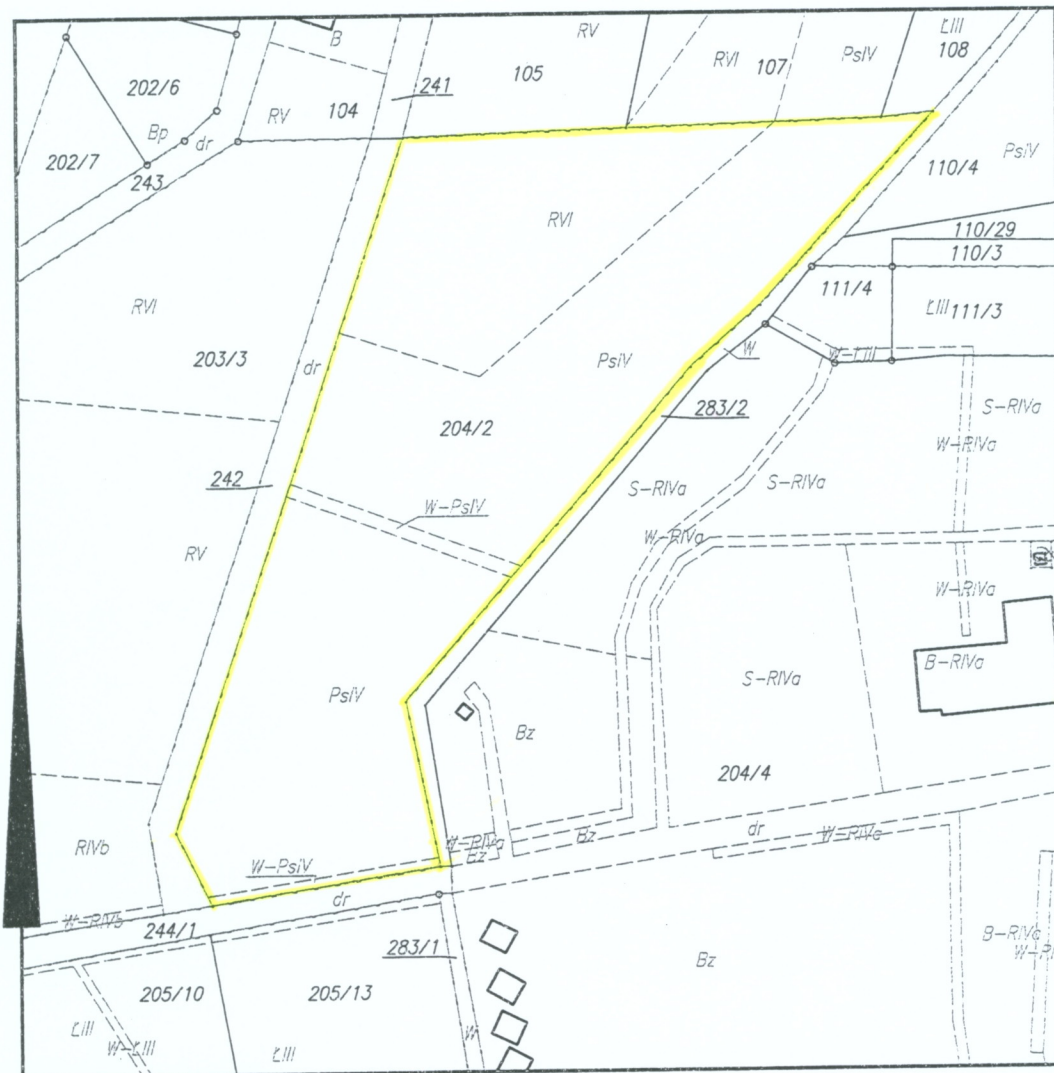 B
RV
ŁIII
108
RVI
107
PsIV
105
241
202/6
RV
104
Bp
dr
202/7
243
PsIV
110/4
RVI
110/29
110/3
111/4
ŁIII
111/3
RVI
W
W-ŁIII
203/3
dr
PsIV
S-RIVa
283/2
204/2
W-RIVa
242
S-RIVa
S-RIVa
W-PsIV
W-RIVa
RV
W-RIVa
B-RIVa
PsIV
S-RIVa
Bz
204/4
RIVb
W-RIVa
Bz
Bz
dr
W-RIVa
W-PsIV
dr
W-RIVb
244/1
283/1
B-RIVa
Bz
205/10
205/13
ŁIII
W-ŁIII
ŁIII
W